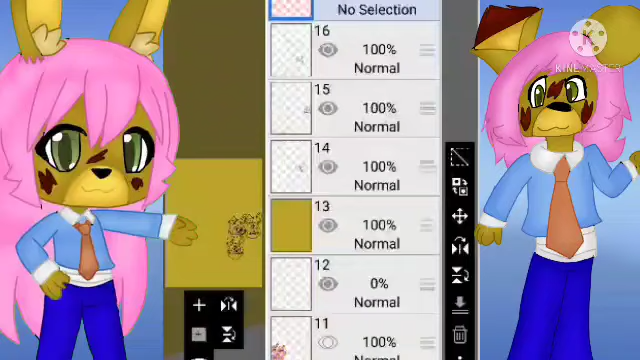 No Selection
16
100%
Normal
15
100%
Normal
14
100%
Normal
13
100%
Normal
12
0%
Normal
11
100%
K
KINEMASTER